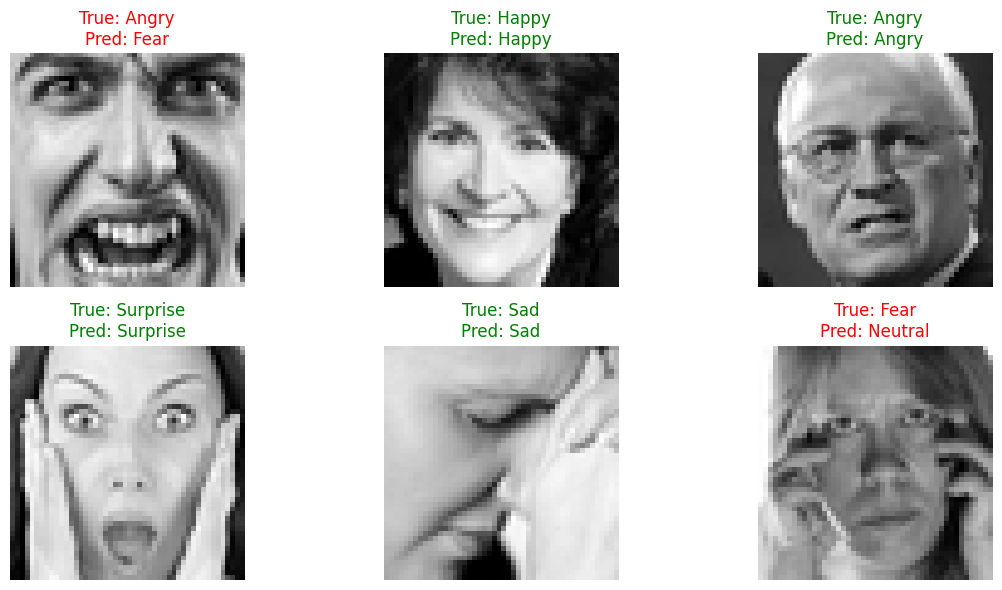 True: Angry
Pred: Fear
True: Happy
Pred: Happy
True: Angry
Pred: Angry
True: Surprise
Pred: Surprise
True: Sad
Pred: Sad
True: Fear
Pred: Neutral